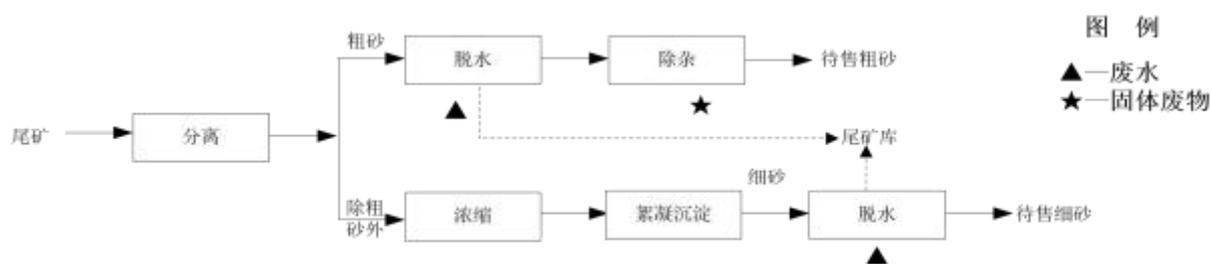 图 例
▲—废水
★—固体废物
粗砂
脱水
除杂
待售粗砂
尾矿
分离
尾矿库
细砂
除粗
砂外
浓缩
絮凝沉淀
脱水
待售细砂